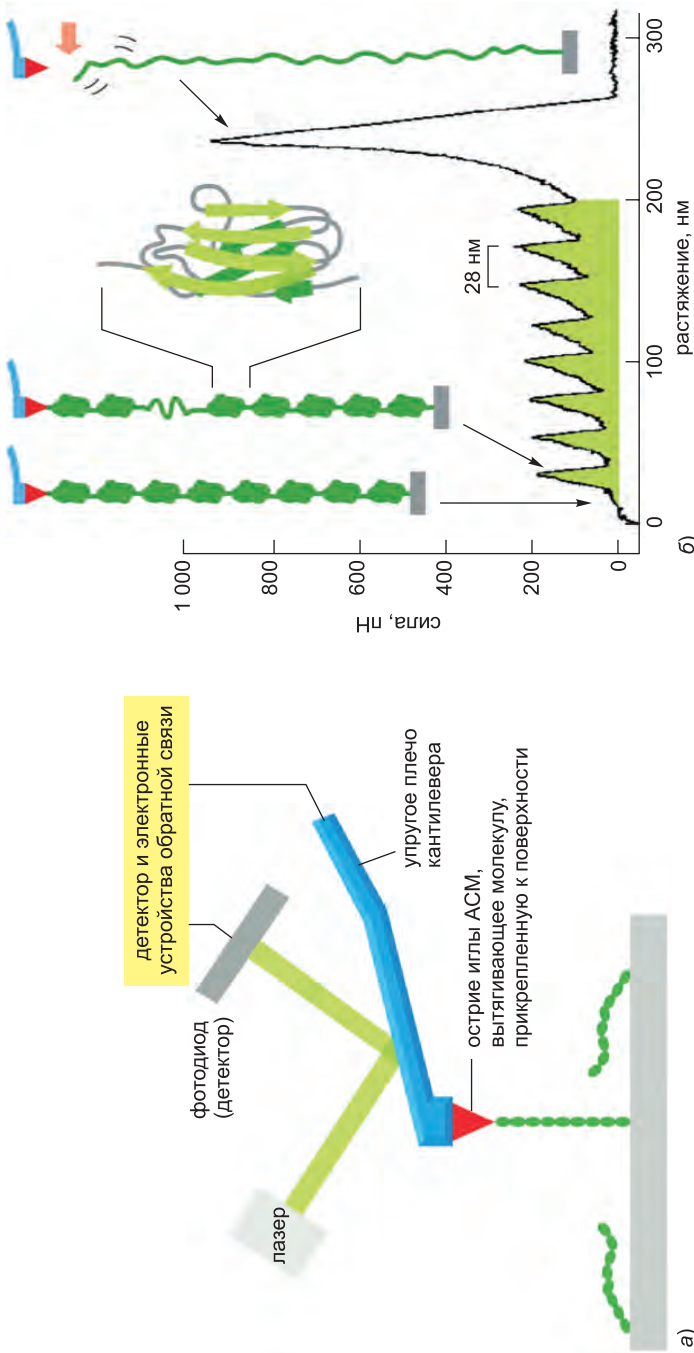 детектор и электронные
устройства обратной связи
фотодиод
(детектор)
лазер
упругое плечо
кантилевера
острие иглы АСМ,
вытягивающее молекулу,
прикрепленную к поверхности
а)
сила, пН
1 000
800
600
400
200
0
28 нм
0
100
200
300
растяжение, нм
б)